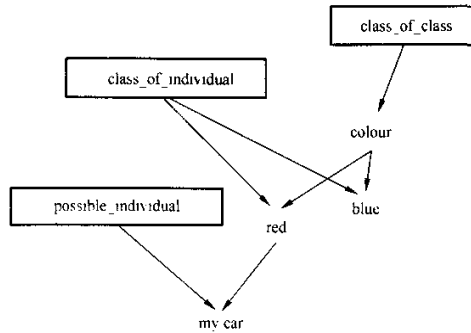 class_of_class
class_of_individual
colour
possible_individual
blue
red
my car